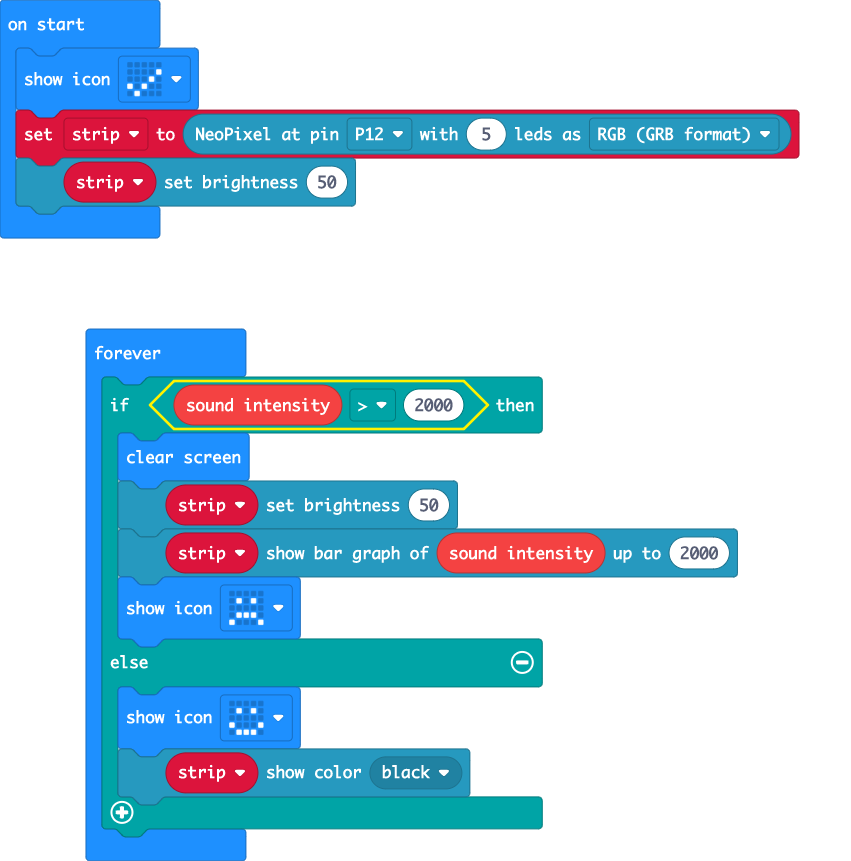 on start
show icon
set strip to NeoPixel at pin P12 with 5 leds as RGB (GRB format)
strip set brightness 50
forever
if sound intensity > 2000 then
clear screen
strip set brightness 50
strip show bar graph of sound intensity up to 2000
show icon
else
show icon
strip show color black